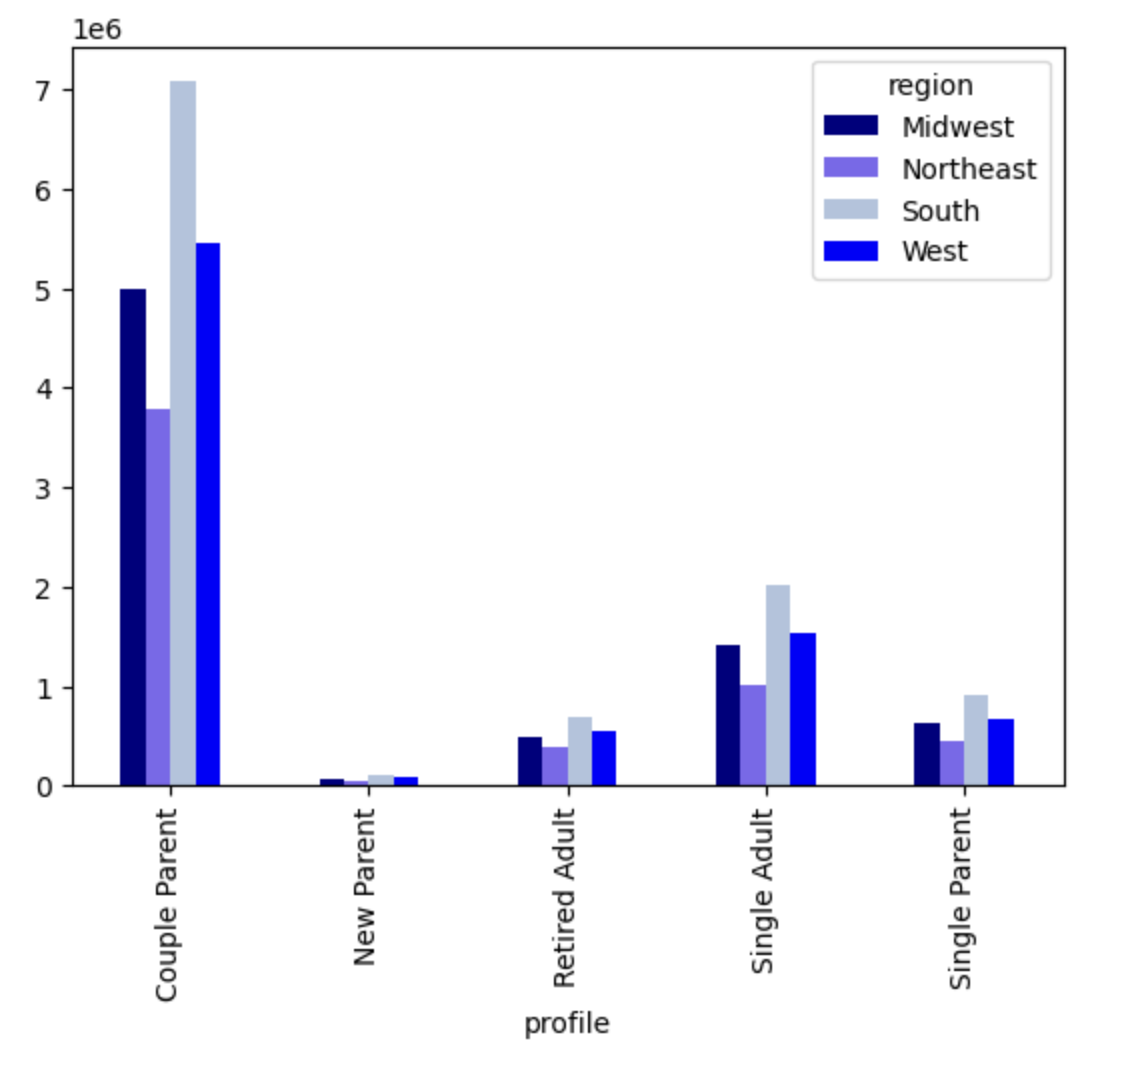 1e6
7
6
5
4
3
2
1
0
region
Midwest
Northeast
South
West
Couple Parent
New Parent
Retired Adult
Single Adult
Single Parent
profile